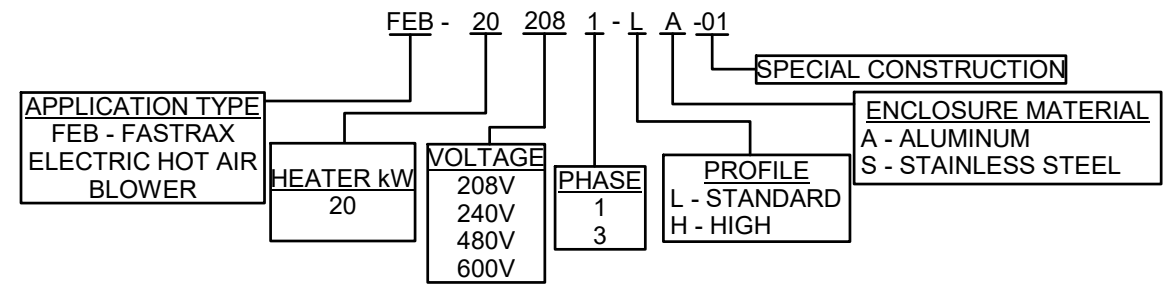 FEB - 20 208 1 - L A -01
SPECIAL CONSTRUCTION
APPLICATION TYPE
FEB - FASTRAX
ELECTRIC HOT AIR
BLOWER
HEATER kW
20
VOLTAGE
208V
240V
480V
600V
PHASE
1
3
PROFILE
L - STANDARD
H - HIGH
ENCLOSURE MATERIAL
A - ALUMINUM
S - STAINLESS STEEL